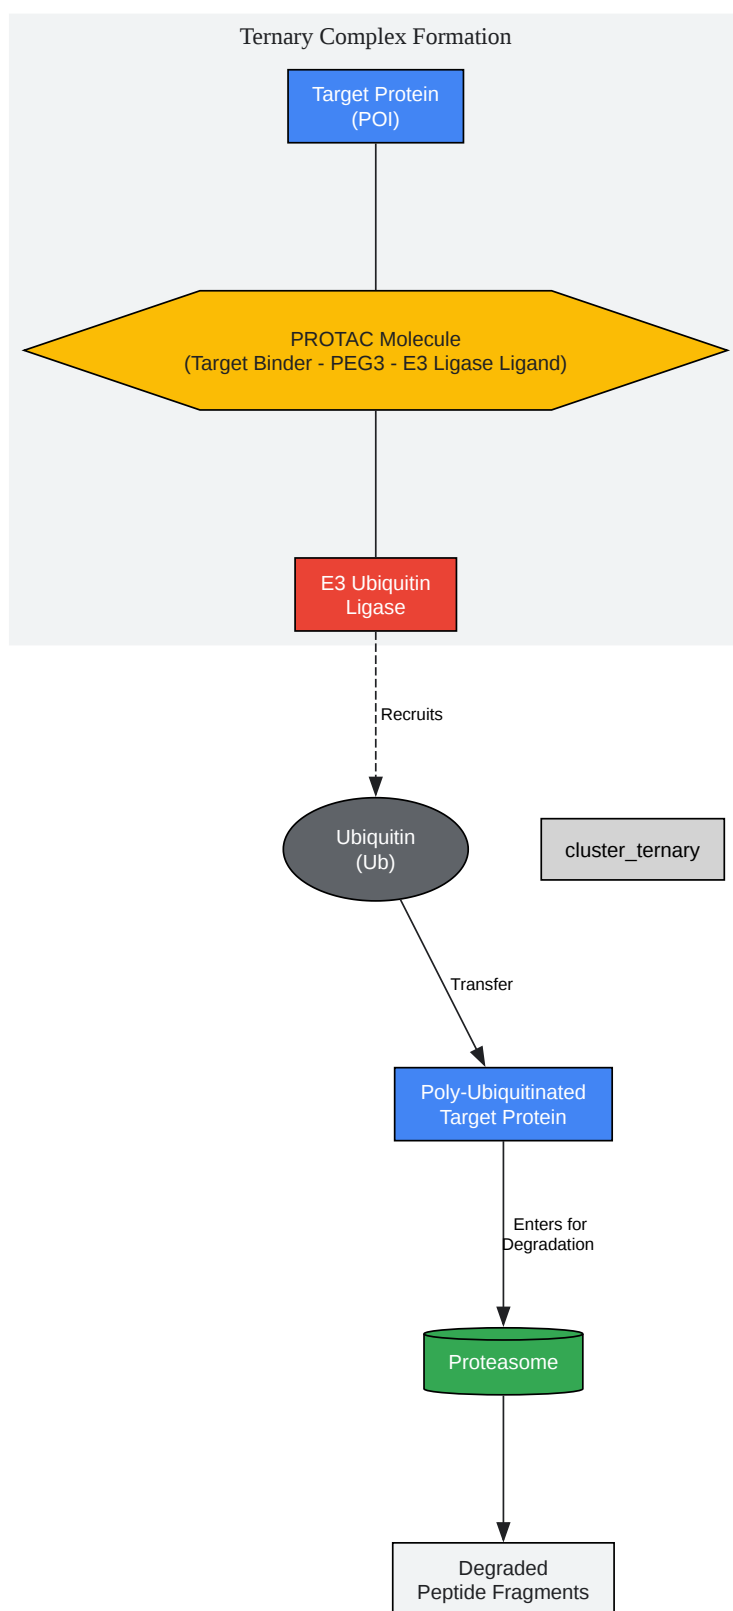 Ternary Complex Formation
Target Protein
(POI)
PROTAC Molecule
(Target Binder - PEG3 - E3 Ligase Ligand)
E3 Ubiquitin
Ligase
Recruits
Ubiquitin
(Ub)
cluster_ternary
Transfer
Poly-Ubiquitinated
Target Protein
Enters for
Degradation
Proteasome
Degraded
Peptide Fragments